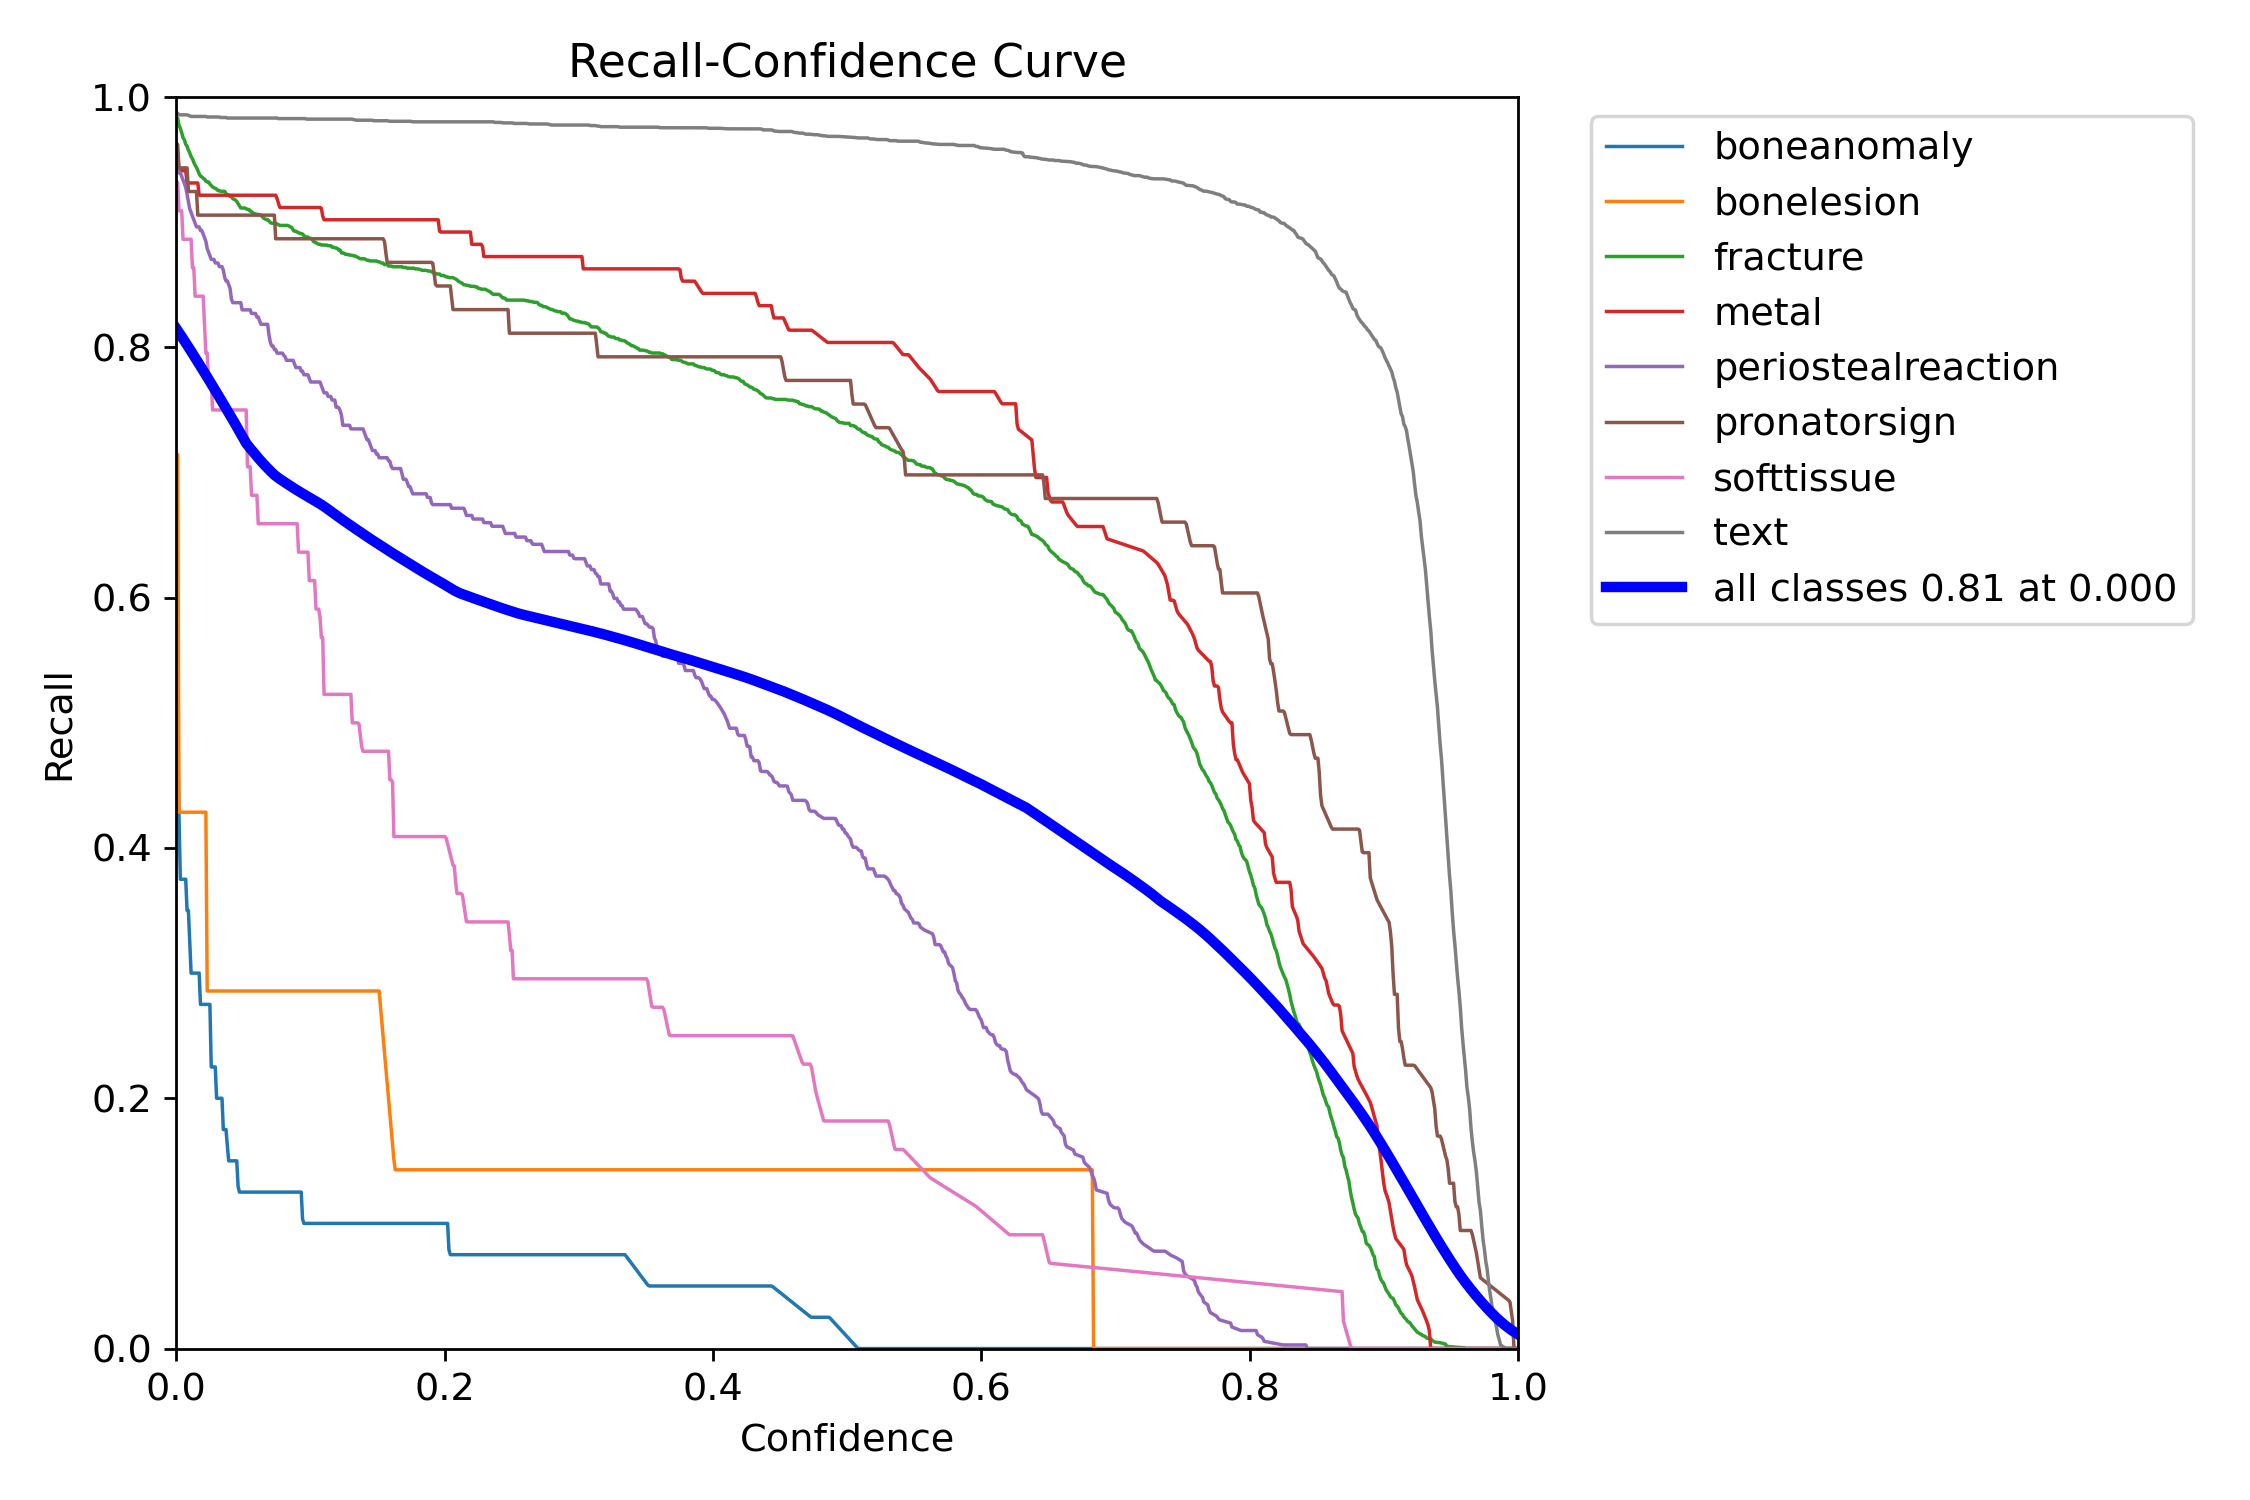 Recall-Confidence Curve
1.0
0.8
0.6
0.4
0.2
0.0
Recall
0.0 0.2 0.4 0.6 0.8 1.0
Confidence
boneanomaly
bonelesion
fracture
metal
periostealreaction
pronatorsign
softtissue
text
all classes 0.81 at 0.000